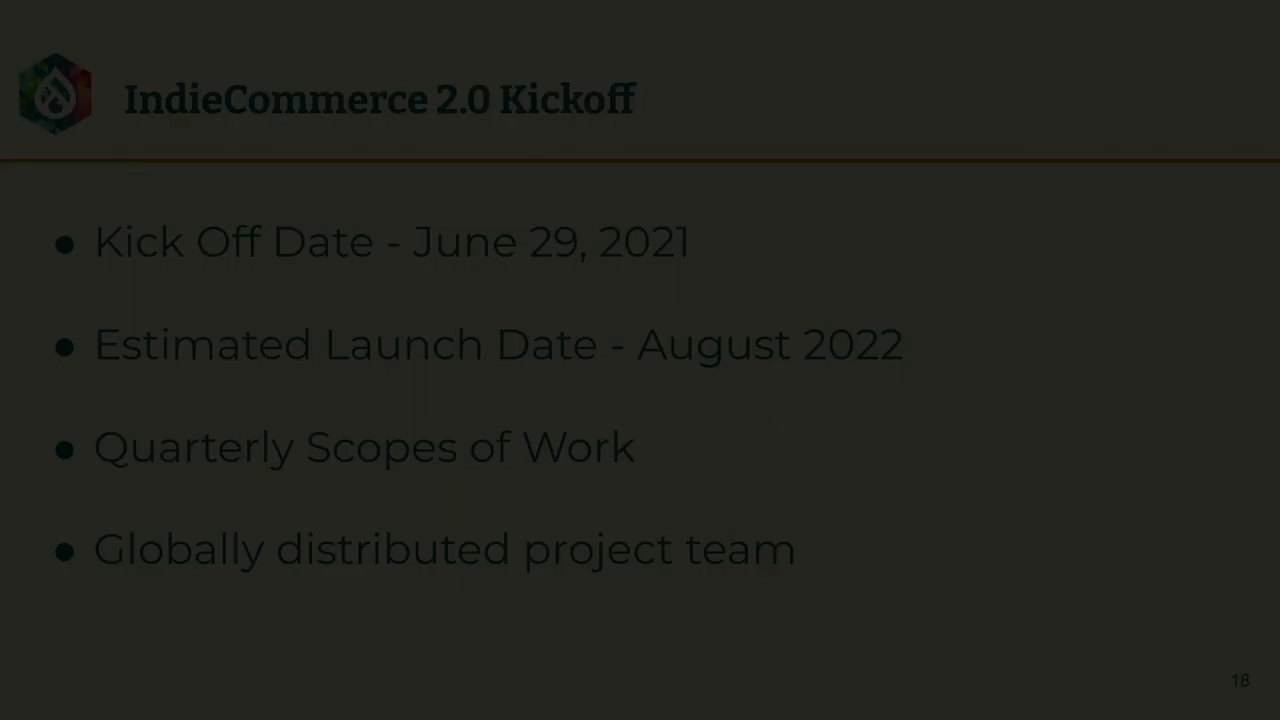 IndieCommerce 2.0 Kickoff
● Kick Off Date - June 29, 2021
● Estimated Launch Date - August 2022
● Quarterly Scopes of Work
● Globally distributed project team
18